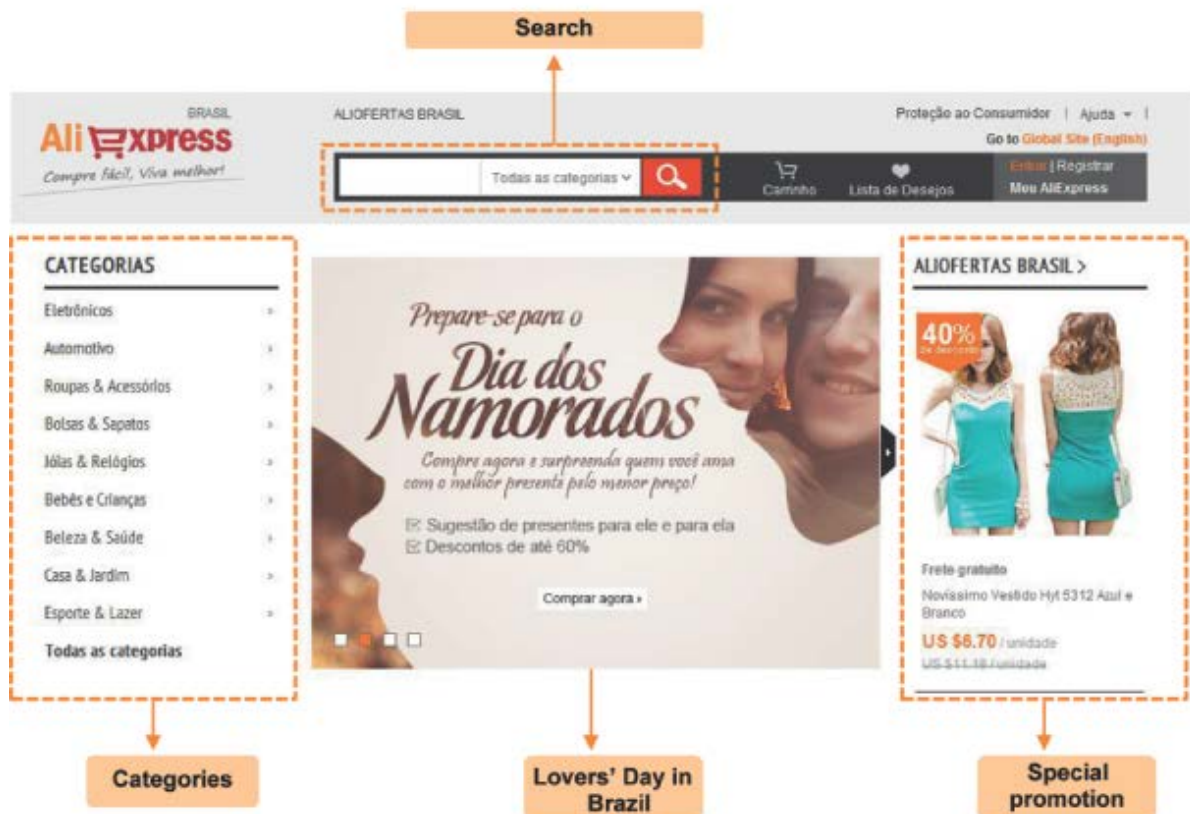 Search
BRASIL
AliExpress
Compre fácil, Viva melhor!
ALIOFERTAS BRASIL
Proteção ao Consumidor | Ajuda
Go to Global Site (English)
Todas as categorias
Carrinho
Lista de Desejos
Entrar | Registrar
Meu AliExpress
CATEGORIAS
Eletrônicos
Automotivo
Roupas & Acessórios
Bolsas & Sapatos
Jóias & Relógios
Bebês e Crianças
Beleza & Saúde
Casa & Jardim
Esporte & Lazer
Todas as categorias
Prepare-se para o
Dia dos
Namorados
Compre agora e surpreenda quem você ama
com o melhor presente pelo menor preço!
Sugestão de presentes para ele e para ela
Descontos de até 60%
Comprar agora ›
ALIOFERTAS BRASIL >
40%
de desconto
Frete gratuito
Novíssimo Vestido Hyt 5312 Azul e
Branco
US $6.70 / unidade
US $11.18 / unidade
Categories
Lovers' Day in
Brazil
Special
promotion